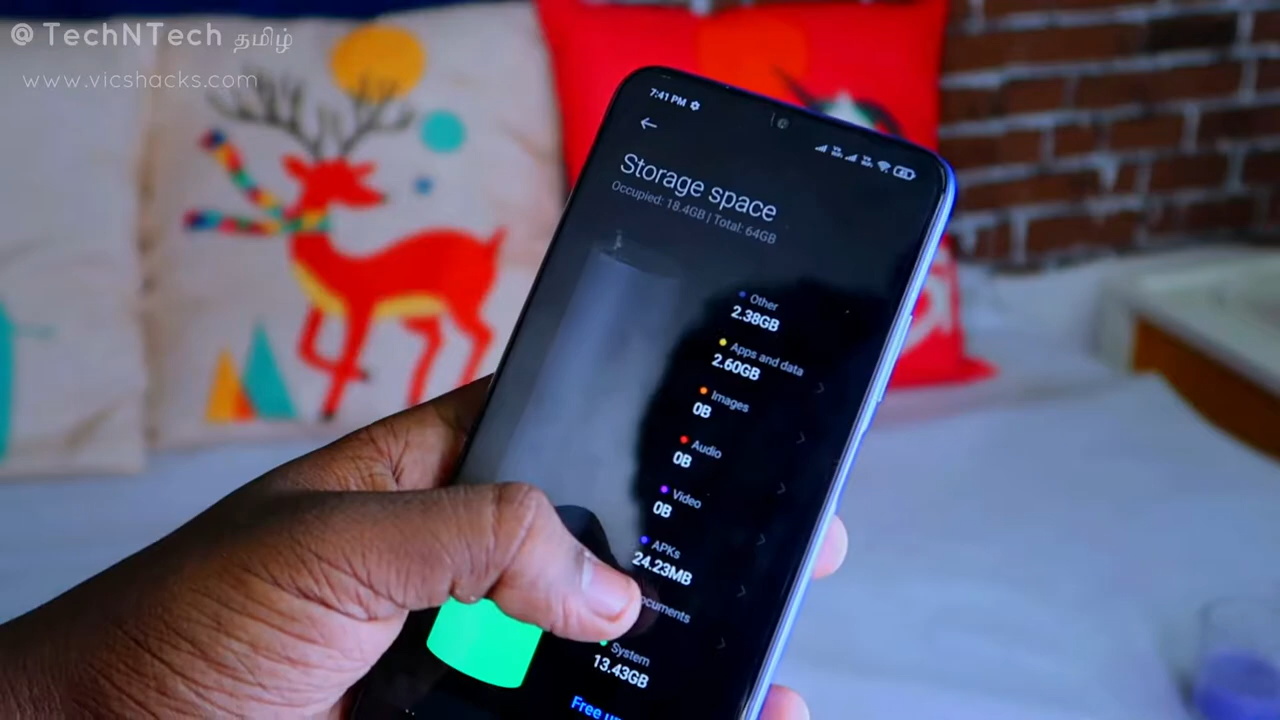 @ TechNTech தமிழ்
www.vicshacks.com
7:41 PM
Storage space
Occupied: 18.4GB | Total: 64GB
Other
2.38GB
Apps and data
2.60GB
Images
0B
Audio
0B
Video
0B
APKs
24.23MB
System
13.43GB
Free